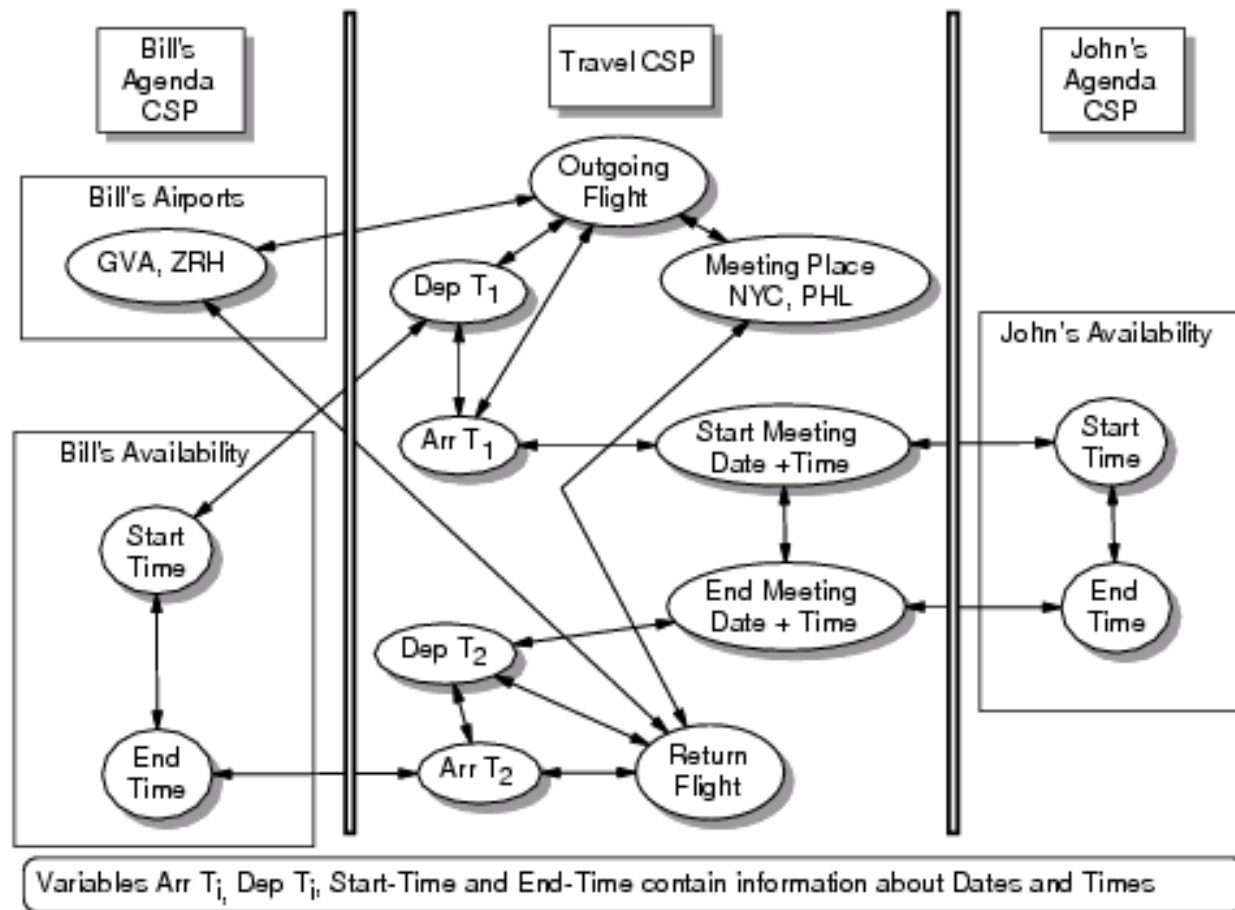 Bill's
Agenda
CSP
Travel CSP
John's
Agenda
CSP
Bill's Airports
GVA, ZRH
Outgoing
Flight
Dep T1
Meeting Place
NYC, PHL
John's Availability
Bill's Availability
Arr T1
Start Meeting
Date +Time
Start
Time
Start
Time
End Meeting
Date + Time
End
Time
Dep T2
End
Time
Arr T2
Return
Flight
Variables Arr Ti, Dep Ti, Start-Time and End-Time contain information about Dates and Times